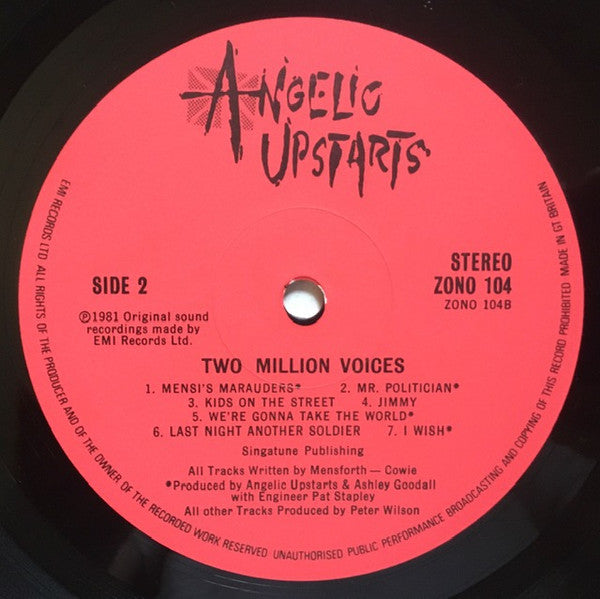 ANGELIC
UPSTARTS
SIDE 2
STEREO
ZONO 104
ZONO 104B
Ⓟ1981 Original sound
recordings made by
EMI Records Ltd.
TWO MILLION VOICES
1. MENSI'S MARAUDERS* 2. MR. POLITICIAN*
3. KIDS ON THE STREET 4. JIMMY
5. WE'RE GONNA TAKE THE WORLD*
6. LAST NIGHT ANOTHER SOLDIER 7. I WISH*
Singatune Publishing
All Tracks Written by Mensforth — Cowie
*Produced by Angelic Upstarts & Ashley Goodall
with Engineer Pat Stapley
All other Tracks Produced by Peter Wilson
EMI RECORDS LTD ALL RIGHTS OF THE PRODUCER AND OF THE OWNER OF THE RECORDED WORK RESERVED UNAUTHORISED PUBLIC PERFORMANCE BROADCASTING AND COPYING OF THIS RECORD PROHIBITED MADE IN GT BRITAIN